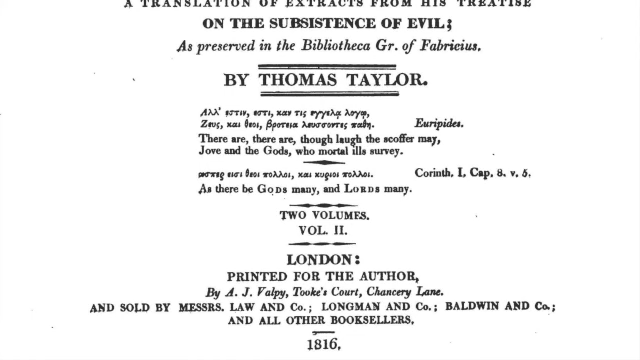 A TRANSLATION OF EXTRACTS FROM HIS TREATISE
ON THE SUBSISTENCE OF EVIL;
As preserved in the Bibliotheca Gr. of Fabricius.
BY THOMAS TAYLOR.
Αλλ' εστιν, εστι, κἀν τις εγγελᾳ λογῳ,
Ζευς, και θεοι, βροτεια λευσσοντες παθη. Euripides.
There are, there are, though laugh the scoffer may,
Jove and the Gods, who mortal ills survey.
ωσπερ εισι θεοι πολλοι, και κυριοι πολλοι. Corinth. I. Cap. 8. v. 5.
As there be GODS many, and LORDS many.
TWO VOLUMES.
VOL. II.
LONDON:
PRINTED FOR THE AUTHOR,
By A. J. Valpy, Tooke's Court, Chancery Lane.
AND SOLD BY MESSRS. LAW AND Co.; LONGMAN AND Co.; BALDWIN AND Co.;
AND ALL OTHER BOOKSELLERS.
1816.